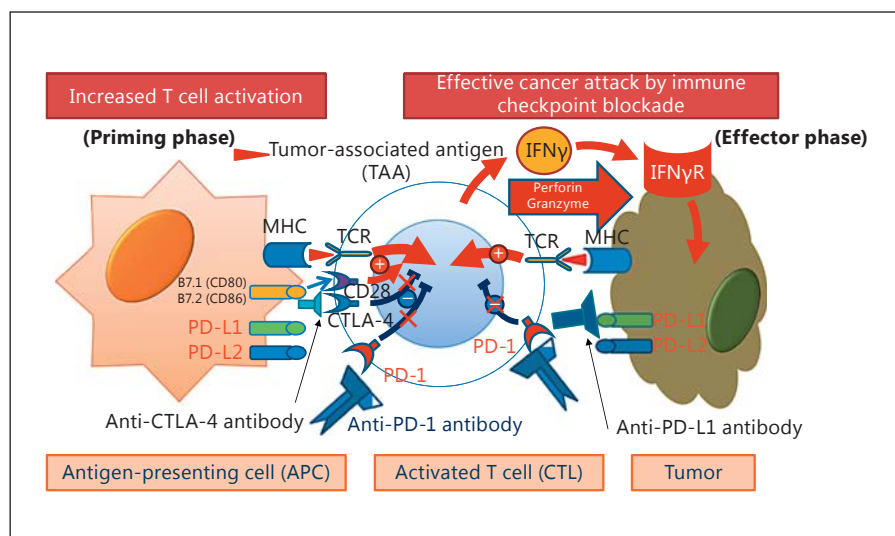 Increased T cell activation
Effective cancer attack by immune
checkpoint blockade
(Priming phase)
Tumor-associated antigen
(TAA)
IFNγ
(Effector phase)
IFNγR
Perforin
Granzyme
MHC
TCR
+
+
TCR
MHC
B7.1 (CD80)
B7.2 (CD86)
CD28
CTLA-4
−
−
PD-L1
PD-L2
PD-1
PD-1
PD-L1
PD-L2
Anti-CTLA-4 antibody
Anti-PD-1 antibody
Anti-PD-L1 antibody
Antigen-presenting cell (APC)
Activated T cell (CTL)
Tumor